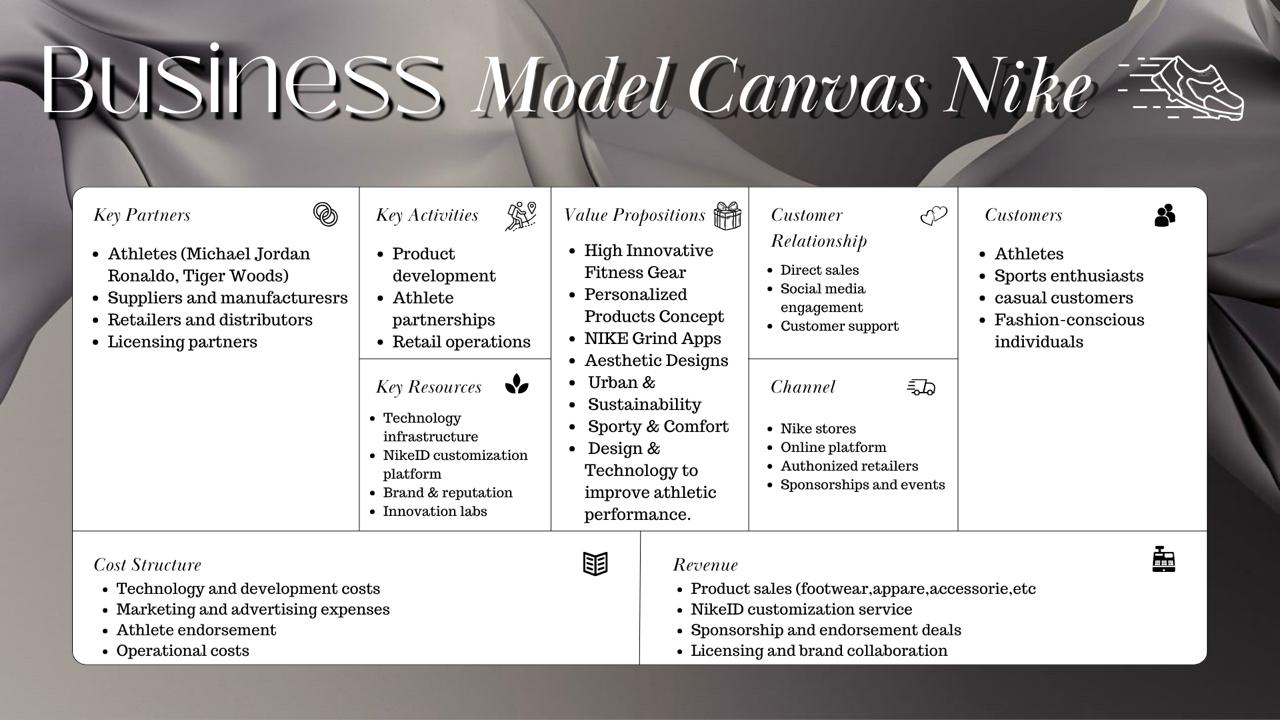 Business Model Canvas Nike
Key Partners
• Athletes (Michael Jordan
Ronaldo, Tiger Woods)
• Suppliers and manufacturesrs
• Retailers and distributors
• Licensing partners
Key Activities
• Product
development
• Athlete
partnerships
• Retail operations
Key Resources
• Technology
infrastructure
• NikeID customization
platform
• Brand & reputation
• Innovation labs
Value Propositions
• High Innovative
Fitness Gear
• Personalized
Products Concept
• NIKE Grind Apps
• Aesthetic Designs
• Urban &
• Sustainability
• Sporty & Comfort
• Design &
Technology to
improve athletic
performance.
Customer
Relationship
• Direct sales
• Social media
engagement
• Customer support
Channel
• Nike stores
• Online platform
• Authonized retailers
• Sponsorships and events
Customers
• Athletes
• Sports enthusiasts
• casual customers
• Fashion-conscious
individuals
Cost Structure
• Technology and development costs
• Marketing and advertising expenses
• Athlete endorsement
• Operational costs
Revenue
• Product sales (footwear,appare,accessorie,etc
• NikeID customization service
• Sponsorship and endorsement deals
• Licensing and brand collaboration